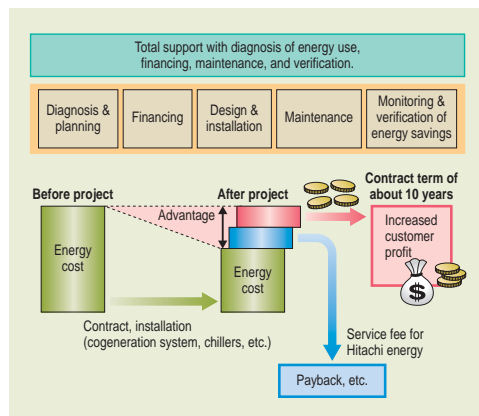 Total support with diagnosis of energy use,
financing, maintenance, and verification.
Diagnosis &
planning
Financing
Design &
installation
Maintenance
Monitoring &
verification of
energy savings
Before project
After project
Contract term of
about 10 years
Advantage
Increased
customer
profit
$
Energy
cost
Energy
cost
Contract, installation
(cogeneration system, chillers, etc.)
Service fee for
Hitachi energy
Payback, etc.